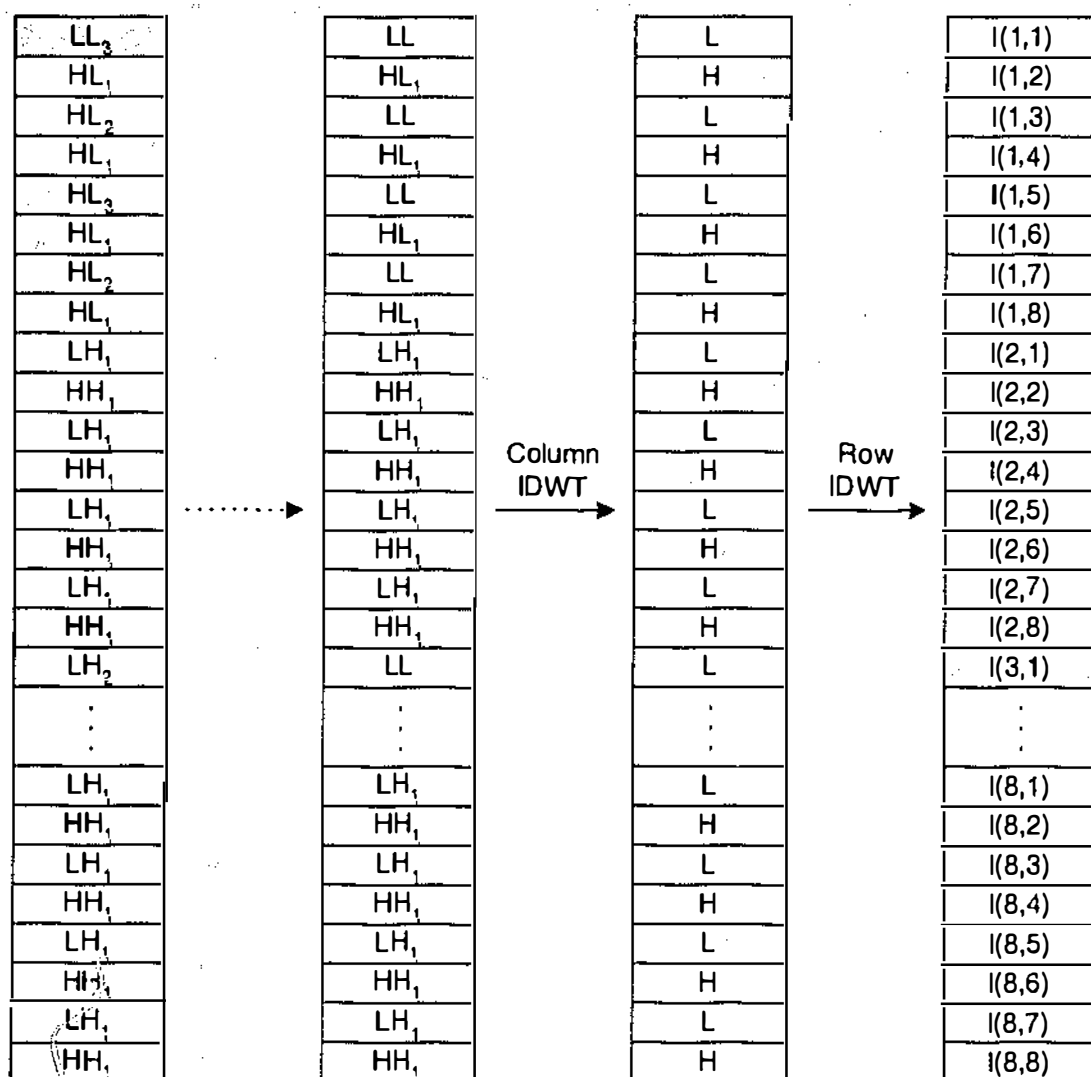 LL₃ LL L I(1,1)
HL₁ HL₁ H I(1,2)
HL₂ LL L I(1,3)
HL₁ HL₁ H I(1,4)
HL₃ LL L I(1,5)
HL₁ HL₁ H I(1,6)
HL₂ LL L I(1,7)
HL₁ HL₁ H I(1,8)
LH₁ LH₁ L I(2,1)
HH₁ HH₁ H I(2,2)
LH₁ LH₁ L I(2,3)
HH₁ HH₁ H I(2,4)
LH₁ LH₁ L I(2,5)
HH₁ HH₁ H I(2,6)
LH₁ LH₁ L I(2,7)
HH₁ HH₁ H I(2,8)
LH₂ LL L I(3,1)
Column
IDWT
Row
IDWT
LH₁ LH₁ L I(8,1)
HH₁ HH₁ H I(8,2)
LH₁ LH₁ L I(8,3)
HH₁ HH₁ H I(8,4)
LH₁ LH₁ L I(8,5)
HH₁ HH₁ H I(8,6)
LH₁ LH₁ L I(8,7)
HH₁ HH₁ H I(8,8)